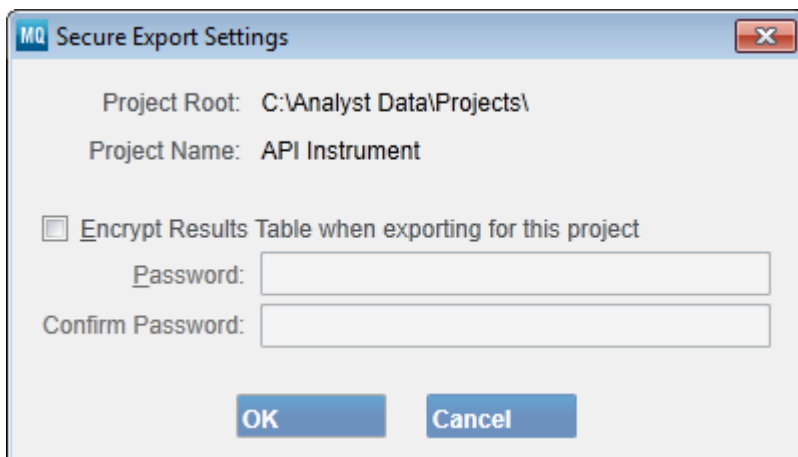 MQ Secure Export Settings
Project Root: C:\Analyst Data\Projects\
Project Name: API Instrument
Encrypt Results Table when exporting for this project
Password:
Confirm Password:
OK Cancel